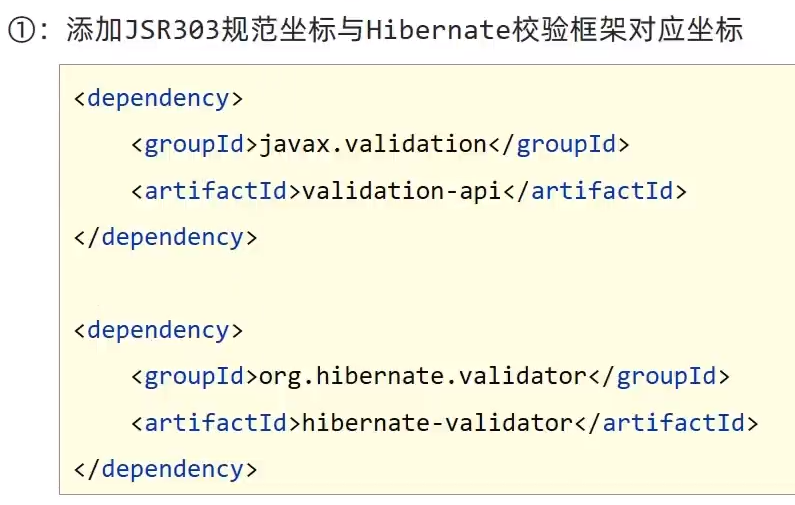 ①：添加JSR303规范坐标与Hibernate校验框架对应坐标
<dependency>
    <groupId>javax.validation</groupId>
    <artifactId>validation-api</artifactId>
</dependency>
<dependency>
    <groupId>org.hibernate.validator</groupId>
    <artifactId>hibernate-validator</artifactId>
</dependency>